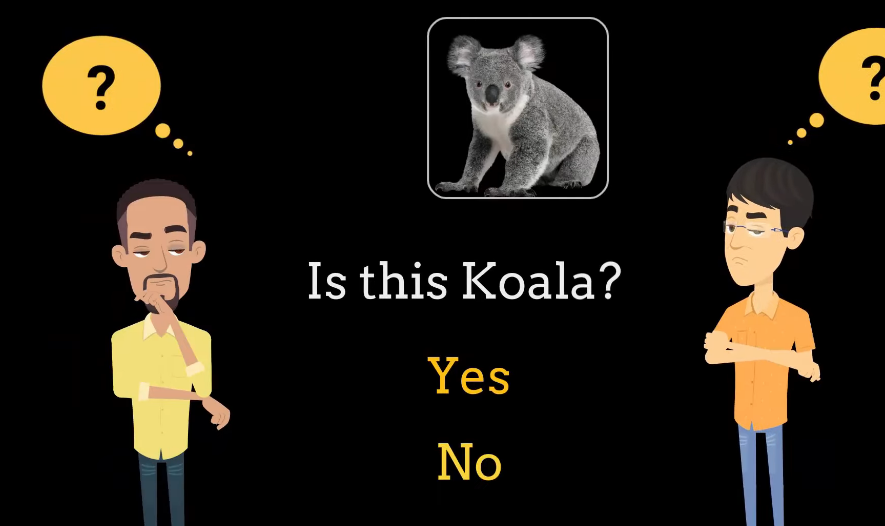 ?
?
Is this Koala?
Yes
No